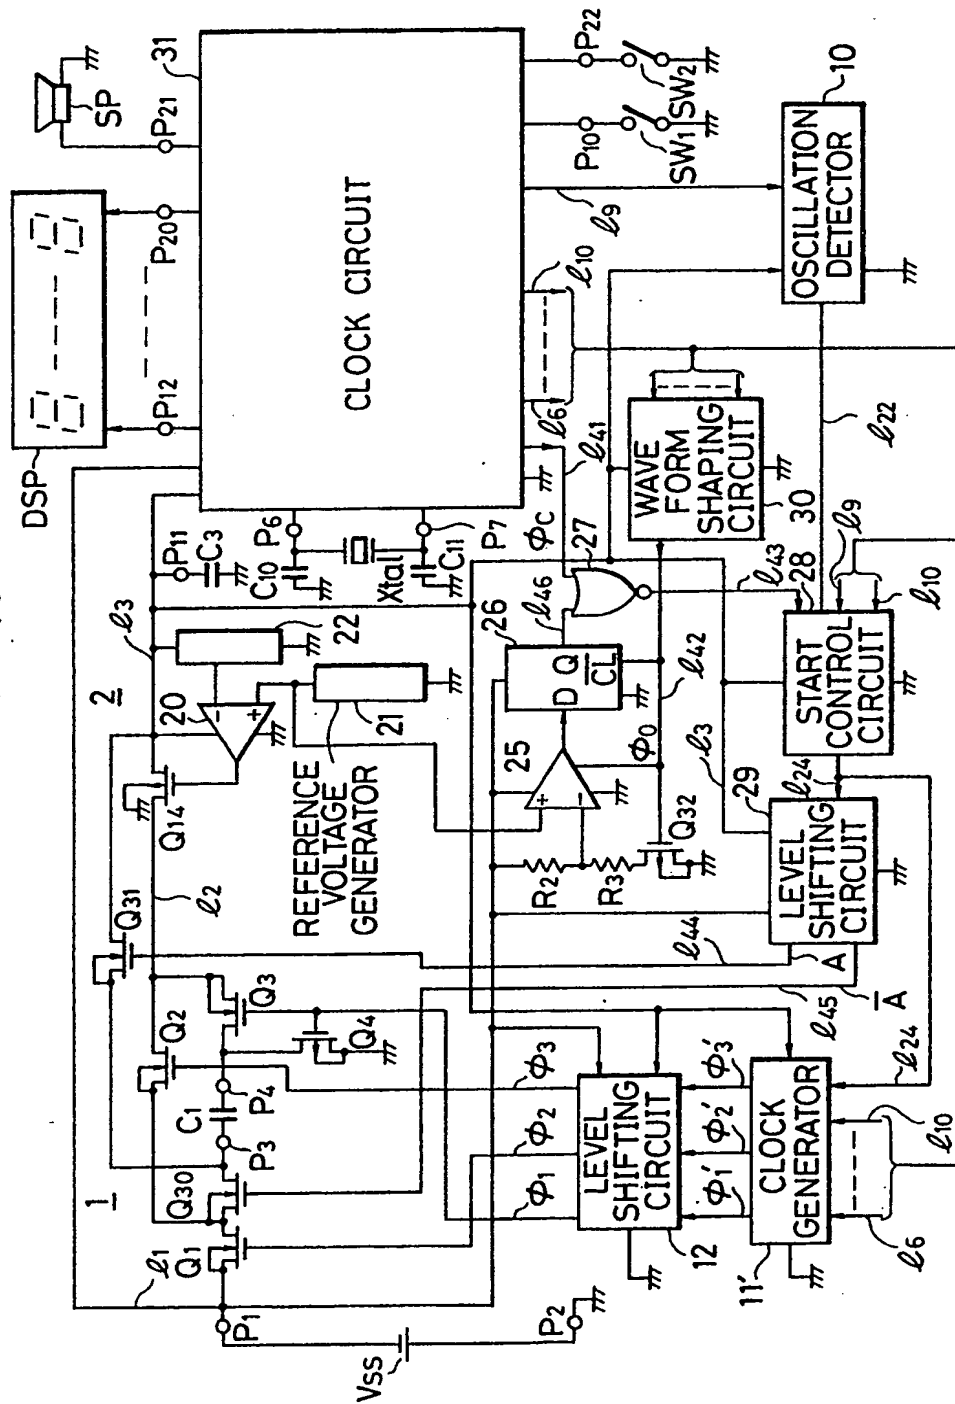 DSP
SP
P12
P20
P21
31
CLOCK CIRCUIT
P22
SW2
P10
SW1
l9
10
OSCILLATION
DETECTOR
l10
l6
l41
P11
C3
P6
C10
Xtal
C11
P7
ΦC
l3
2
22
20
-
+
21
REFERENCE
VOLTAGE
GENERATOR
Q14
l2
Q31
Q3
Q2
Q4
C1
P4
P3
1
Q30
Q1
l1
P1
P2
Vss
26
l46
27
D Q
CL
25
+
-
R2
R3
Q32
Φ0
l42
WAVE
FORM
SHAPING
CIRCUIT
30
l22
l43
28
l9
l10
START
CONTROL
CIRCUIT
l24
l3
29
LEVEL
SHIFTING
CIRCUIT
l44
A
l45
A
l24
Φ1
Φ2
Φ3
LEVEL
SHIFTING
CIRCUIT
12
Φ1'
Φ2'
Φ3'
CLOCK
GENERATOR
11'
l6
l10